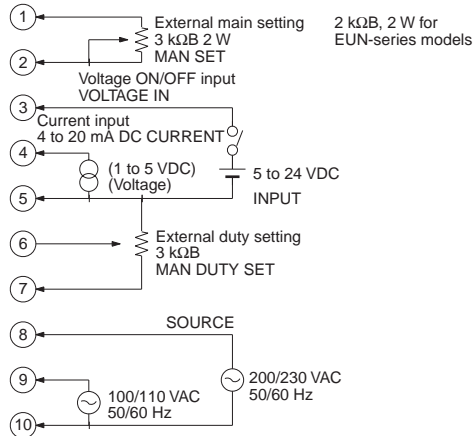 1
External main setting
3 kΩB 2 W
MAN SET
2 kΩB, 2 W for
EUN-series models
2
Voltage ON/OFF input
VOLTAGE IN
3
Current input
4 to 20 mA DC CURRENT
4
(1 to 5 VDC)
(Voltage)
5 to 24 VDC
5
INPUT
6
External duty setting
3 kΩB
MAN DUTY SET
7
SOURCE
8
9
100/110 VAC
50/60 Hz
200/230 VAC
50/60 Hz
10